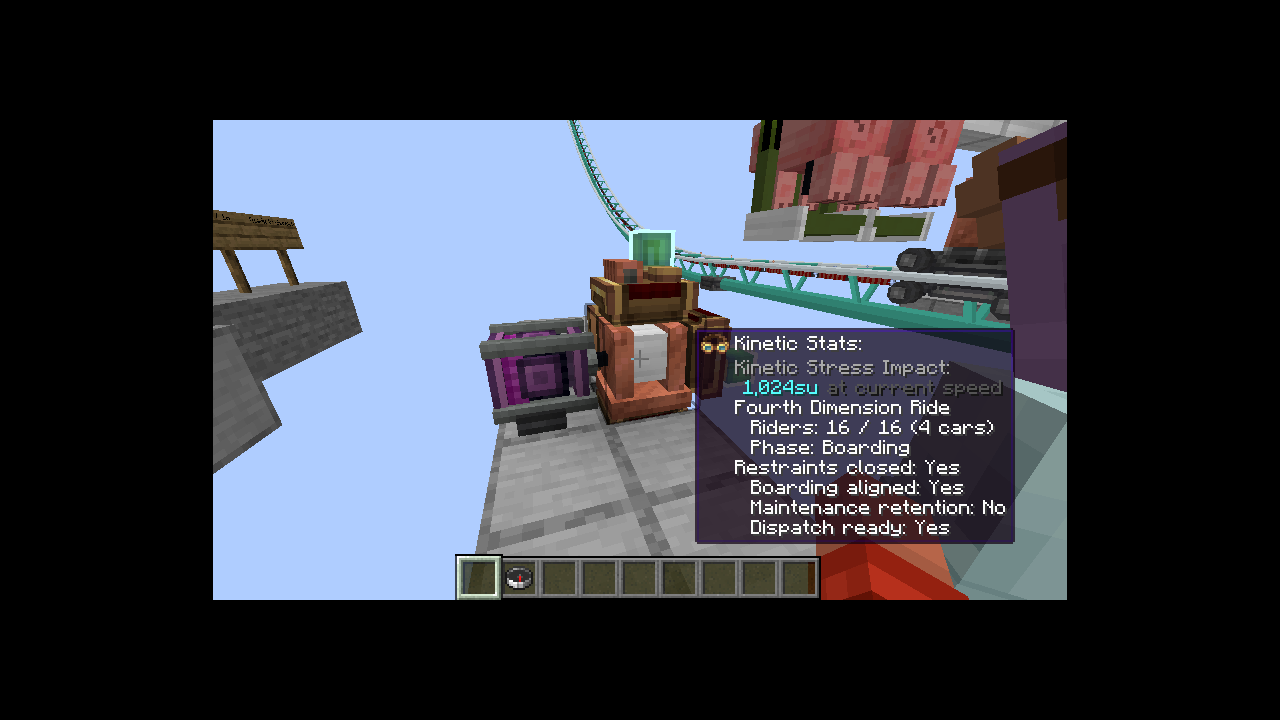 Kinetic Stats:
Kinetic Stress Impact:
1,024su at current speed
Fourth Dimension Ride
Riders: 16 / 16 (4 cars)
Phase: Boarding
Restraints closed: Yes
Boarding aligned: Yes
Maintenance retention: No
Dispatch ready: Yes